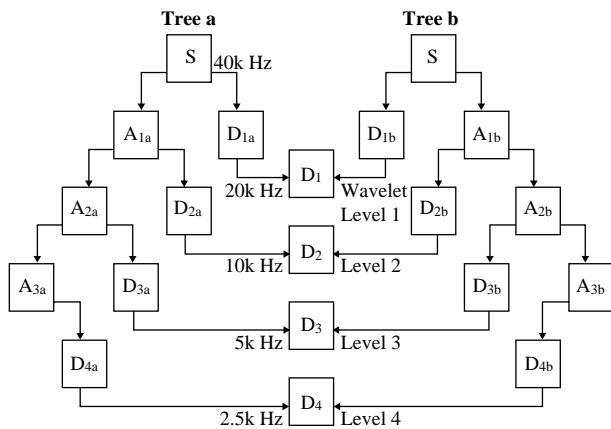 Tree a Tree b
S 40k Hz S
A1a D1a D1b A1b
D1
20k Hz Wavelet
A2a D2a Level 1 D2b A2b
D2
10k Hz Level 2
A3a D3a D3b A3b
D3
5k Hz Level 3
D4a D4b
D4
2.5k Hz Level 4